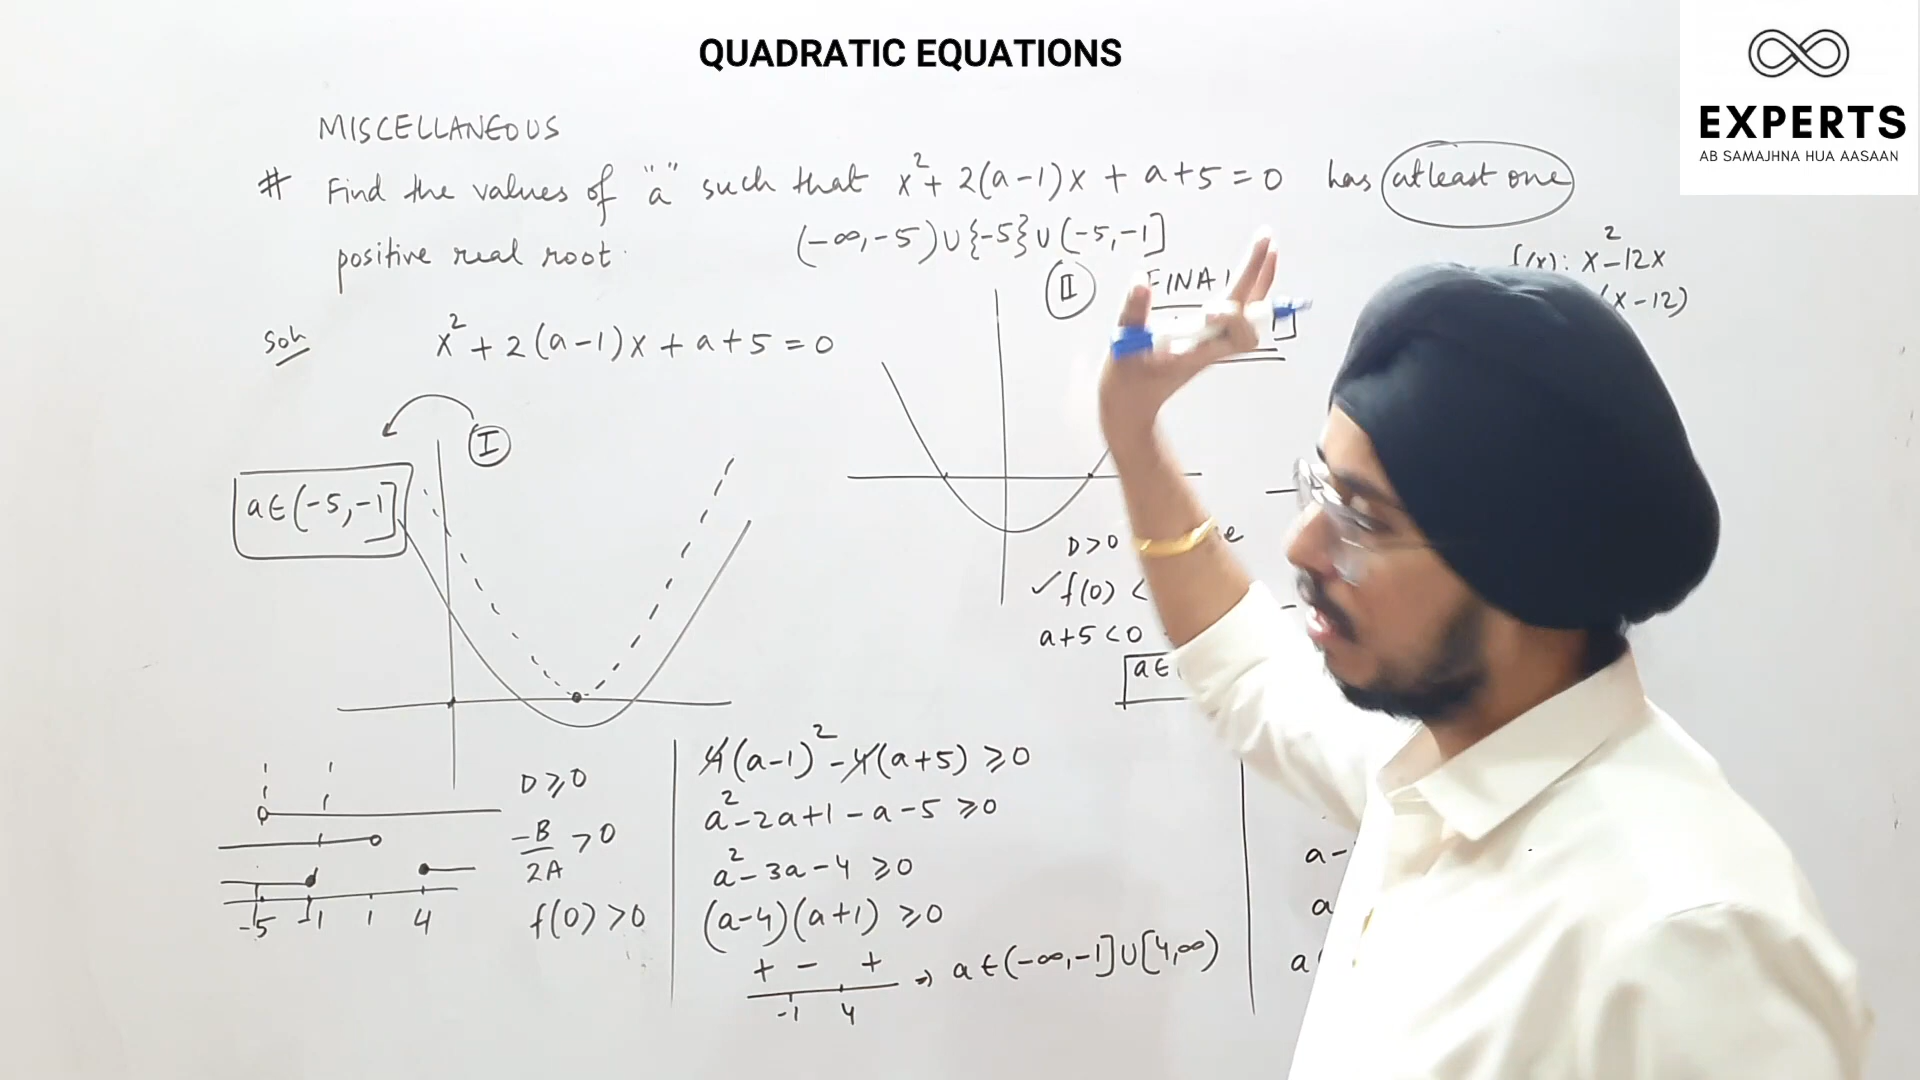 QUADRATIC EQUATIONS
EXPERTS
AB SAMAJHNA HUA AASAAN
MISCELLANEOUS
# Find the values of "a" such that x² + 2(a-1)x + a+5 = 0 has atleast one
positive real root.
(-∞,-5)∪{-5}∪(-5,-1]
II
FINAL
f(x): x²-12x
(x-12)
Soln
x² + 2(a-1)x + a+5 = 0
I
a∈(-5,-1]
D>0
✓ f(0) <
a+5<0
a∈
D⩾0
-B/2A >0
f(0) >0
-5 -1 1 4
4(a-1)² - 4(a+5) ⩾0
a²-2a+1-a-5 ⩾0
a²-3a-4 ⩾0
(a-4)(a+1) ⩾0
+ - +
-1 4
⇒ a∈(-∞,-1]∪[4,∞)
a-
a
a